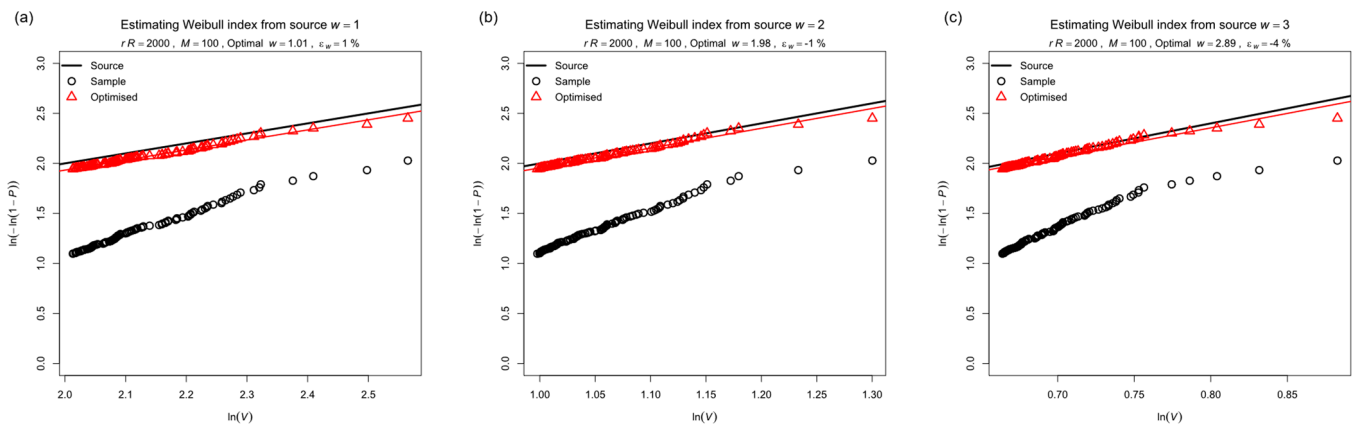 (a)
Estimating Weibull index from source w = 1
r R = 2000 , M = 100 , Optimal w = 1.01 , εw = 1 %
Source
Sample
Optimised
ln(− ln(1 − P))
3.0
2.5
2.0
1.5
1.0
0.5
0.0
2.0 2.1 2.2 2.3 2.4 2.5
ln(V)
(b)
Estimating Weibull index from source w = 2
r R = 2000 , M = 100 , Optimal w = 1.98 , εw = -1 %
Source
Sample
Optimised
ln(− ln(1 − P))
3.0
2.5
2.0
1.5
1.0
0.5
0.0
1.00 1.05 1.10 1.15 1.20 1.25 1.30
ln(V)
(c)
Estimating Weibull index from source w = 3
r R = 2000 , M = 100 , Optimal w = 2.89 , εw = -4 %
Source
Sample
Optimised
ln(− ln(1 − P))
3.0
2.5
2.0
1.5
1.0
0.5
0.0
0.70 0.75 0.80 0.85
ln(V)